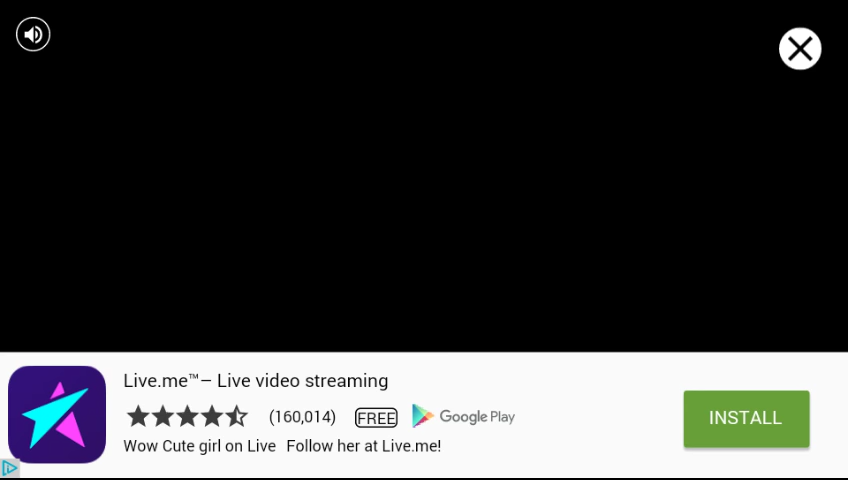 Live.me™– Live video streaming
(160,014) FREE Google Play
Wow Cute girl on Live Follow her at Live.me!
INSTALL